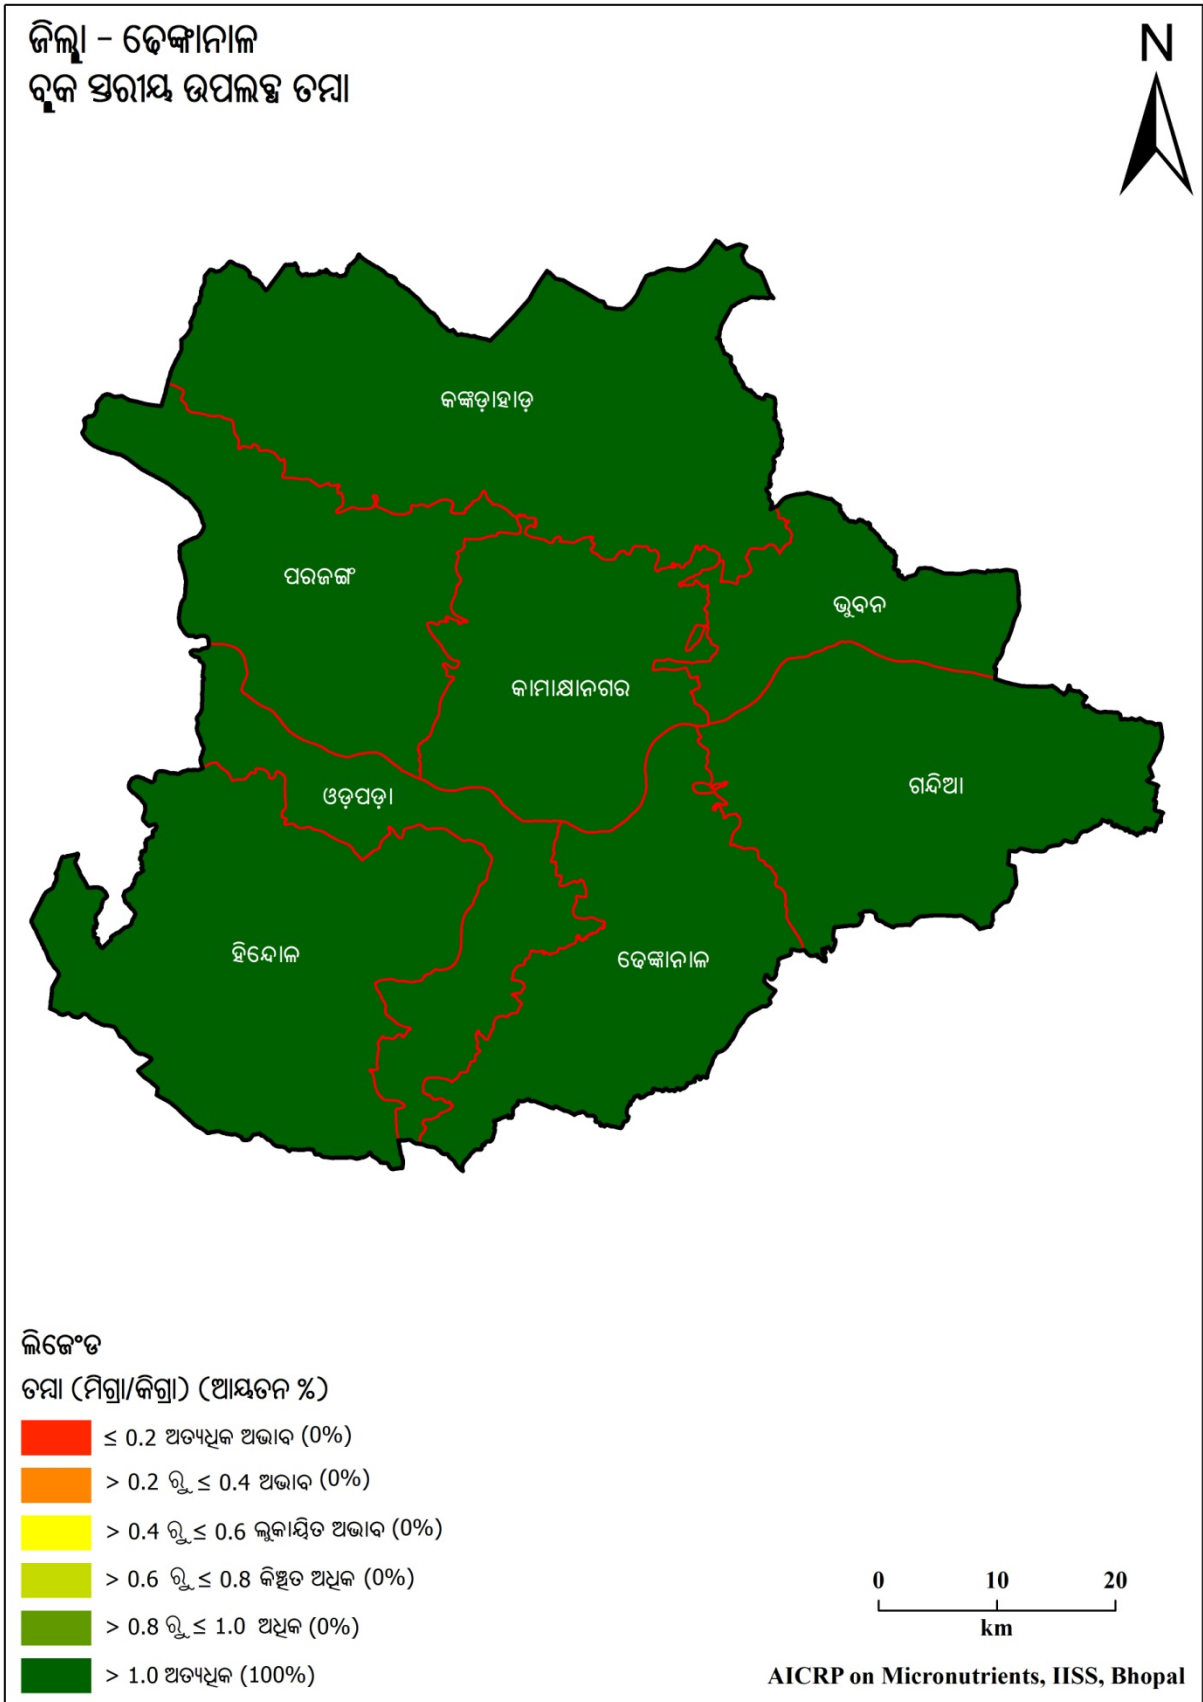 ଜିଲ୍ଲା - ଢେଙ୍କାନାଳ
ବ୍ଲକ ସ୍ତରୀୟ ଉପଲବ୍ଧ ତମ୍ବା
N
କଙ୍କଡ଼ାହାଡ଼
ପରଜଙ୍ଗ
ଭୁବନ
କାମାକ୍ଷାନଗର
ଗନ୍ଦିଆ
ଓଡ଼ପଡ଼ା
ହିନ୍ଦୋଳ
ଢେଙ୍କାନାଳ
ଲିଜେଂଡ
ତମ୍ବା (ମିଗ୍ରା/କିଗ୍ରା) (ଆୟତନ %)
≤ 0.2 ଅତ୍ୟଧିକ ଅଭାବ (0%)
> 0.2 ରୁ ≤ 0.4 ଅଭାବ (0%)
> 0.4 ରୁ ≤ 0.6 ଲୁକାୟିତ ଅଭାବ (0%)
> 0.6 ରୁ ≤ 0.8 କିଞ୍ଚିତ ଅଧିକ (0%)
> 0.8 ରୁ ≤ 1.0 ଅଧିକ (0%)
> 1.0 ଅତ୍ୟଧିକ (100%)
0 10 20
km
AICRP on Micronutrients, IISS, Bhopal